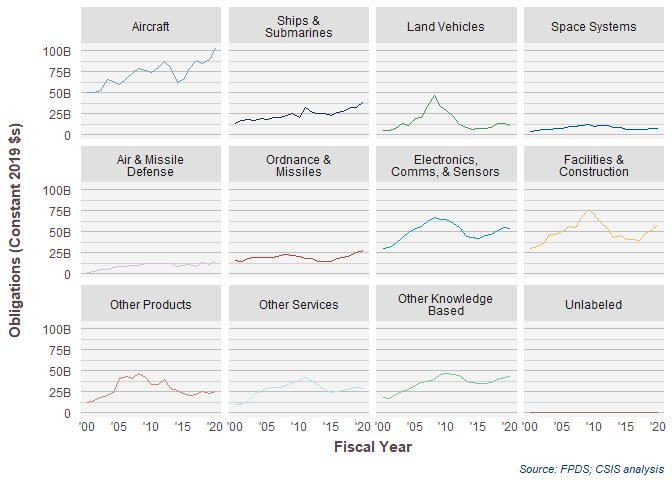 Aircraft
Ships &
Submarines
Land Vehicles
Space Systems
100B
75B
50B
25B
0
Air & Missile
Defense
Ordnance &
Missiles
Electronics,
Comms, & Sensors
Facilities &
Construction
100B
75B
50B
25B
0
Other Products
Other Services
Other Knowledge
Based
Unlabeled
100B
75B
50B
25B
0
'00 '05 '10 '15 '20 '00 '05 '10 '15 '20 '00 '05 '10 '15 '20 '00 '05 '10 '15 '20
Obligations (Constant 2019 $s)
Fiscal Year
Source: FPDS; CSIS analysis